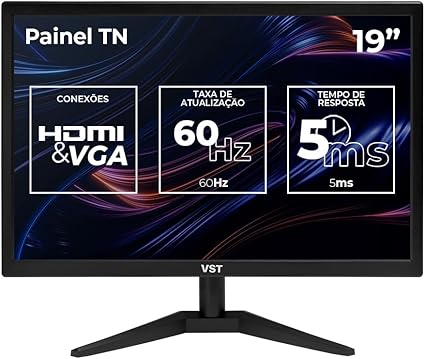 Painel TN
19”
CONEXÕES
HDMI
&VGA
TAXA DE
ATUALIZAÇÃO
60Hz
60Hz
TEMPO DE
RESPOSTA
5ms
5ms
VST